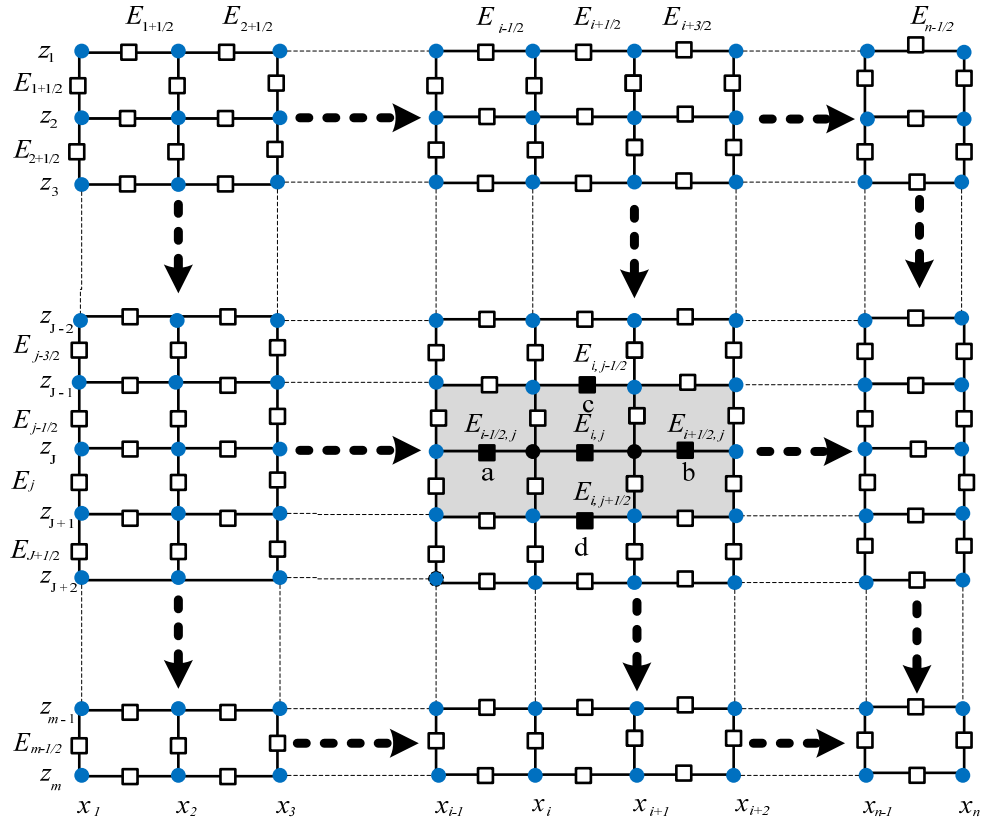 E1+1/2 E2+1/2 Ei-1/2 Ei+1/2 Ei+3/2 En-1/2
z1
E1+1/2
z2
E2+1/2
z3
zJ-2
Ej-3/2
Ei, j-1/2
zJ-1
c
Ej-1/2
Ei-1/2, j Ei, j Ei+1/2, j
zJ
a b
Ej
Ei, j+1/2
zJ+1
d
EJ+1/2
zJ+2
zm-1
Em-1/2
zm
x1 x2 x3 xi-1 xi xi+1 xi+2 xn-1 xn